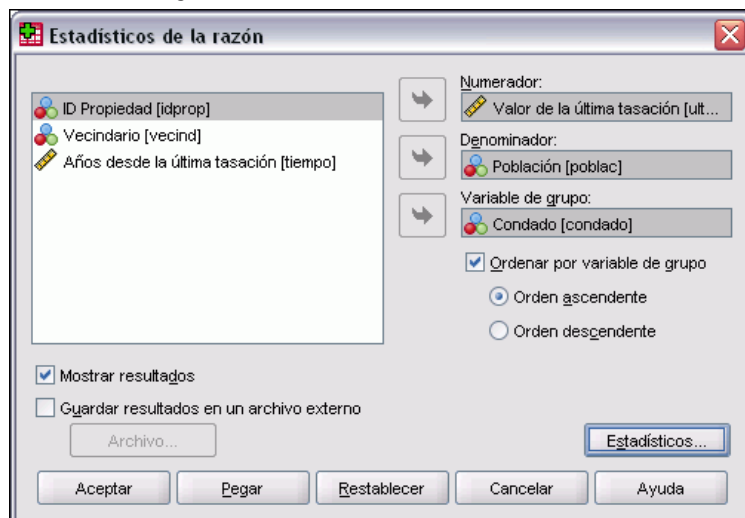 Estadísticos de la razón
ID Propiedad [idprop]
Vecindario [vecind]
Años desde la última tasación [tiempo]
Numerador:
Valor de la última tasación [ult...
Denominador:
Población [poblac]
Variable de grupo:
Condado [condado]
Ordenar por variable de grupo
Orden ascendente
Orden descendente
Mostrar resultados
Guardar resultados en un archivo externo
Archivo...
Estadísticos...
Aceptar
Pegar
Restablecer
Cancelar
Ayuda